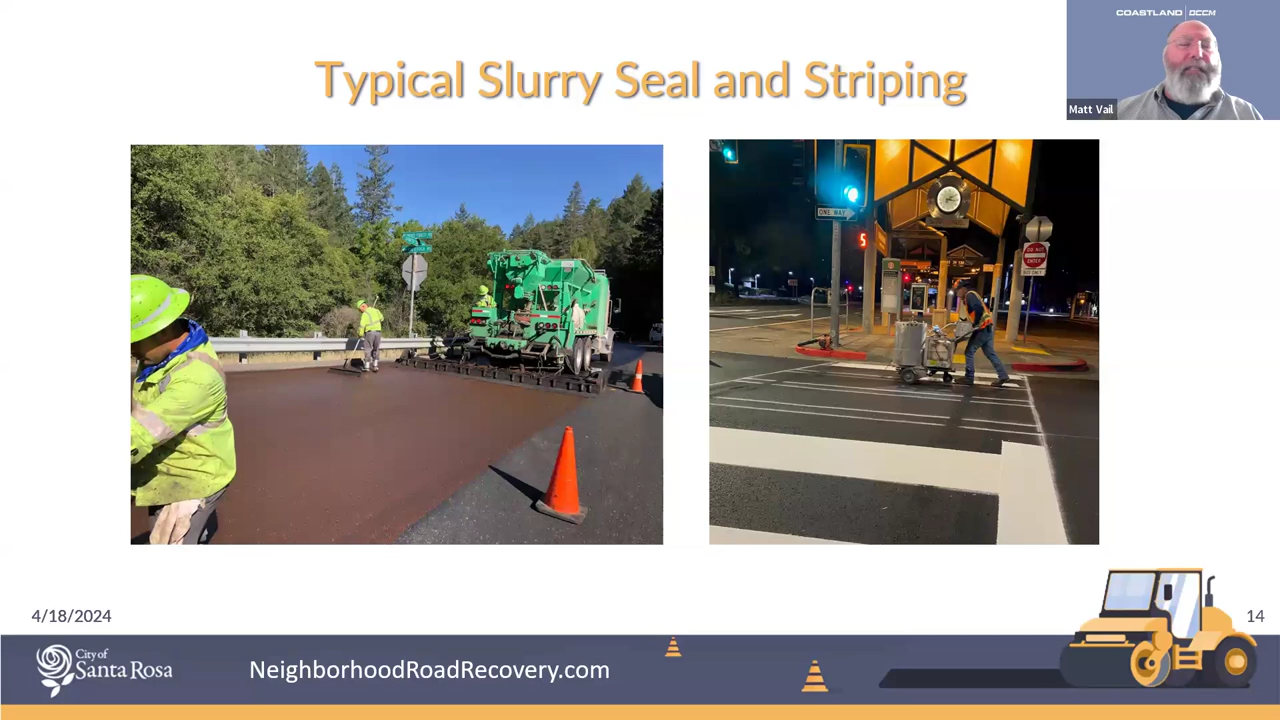 COASTLAND | DCCM
Typical Slurry Seal and Striping
Matt Vail
ONE WAY
5
DO NOT
ENTER
4/18/2024
14
City of
Santa Rosa
NeighborhoodRoadRecovery.com